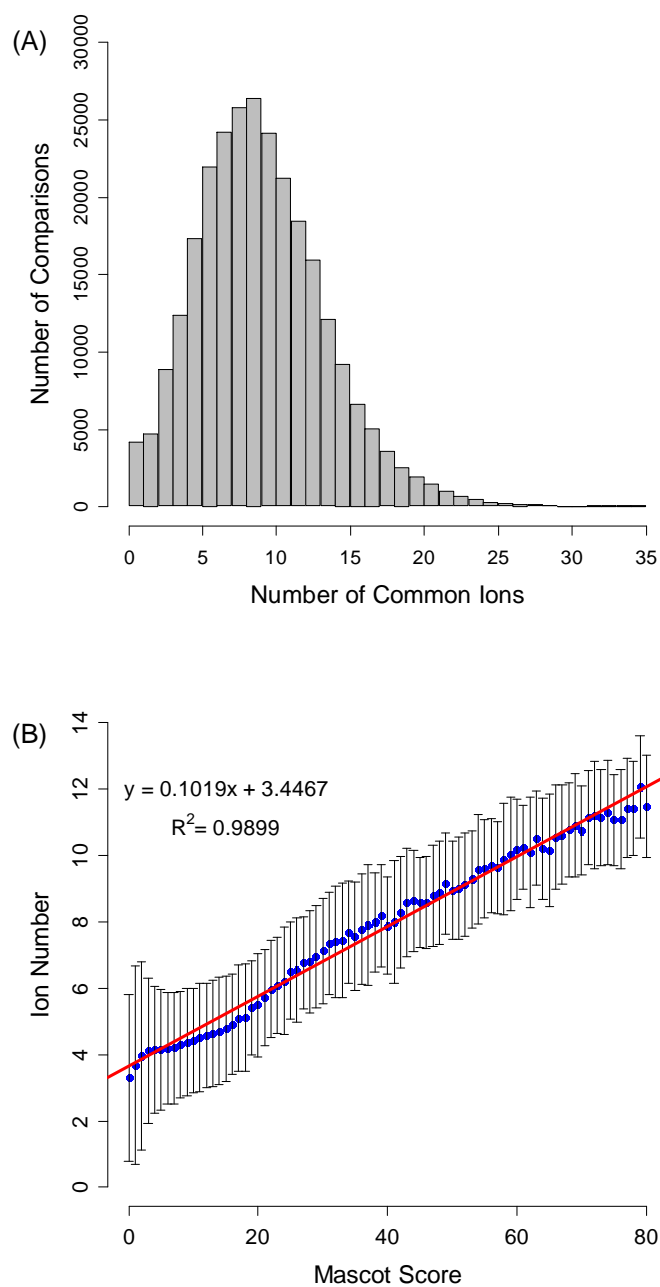 (A)
Number of Comparisons
30000
25000
20000
15000
10000
5000
0
0 5 10 15 20 25 30 35
Number of Common Ions
(B)
Ion Number
14
12
10
8
6
4
2
0
y = 0.1019x + 3.4467
R²= 0.9899
0 20 40 60 80
Mascot Score